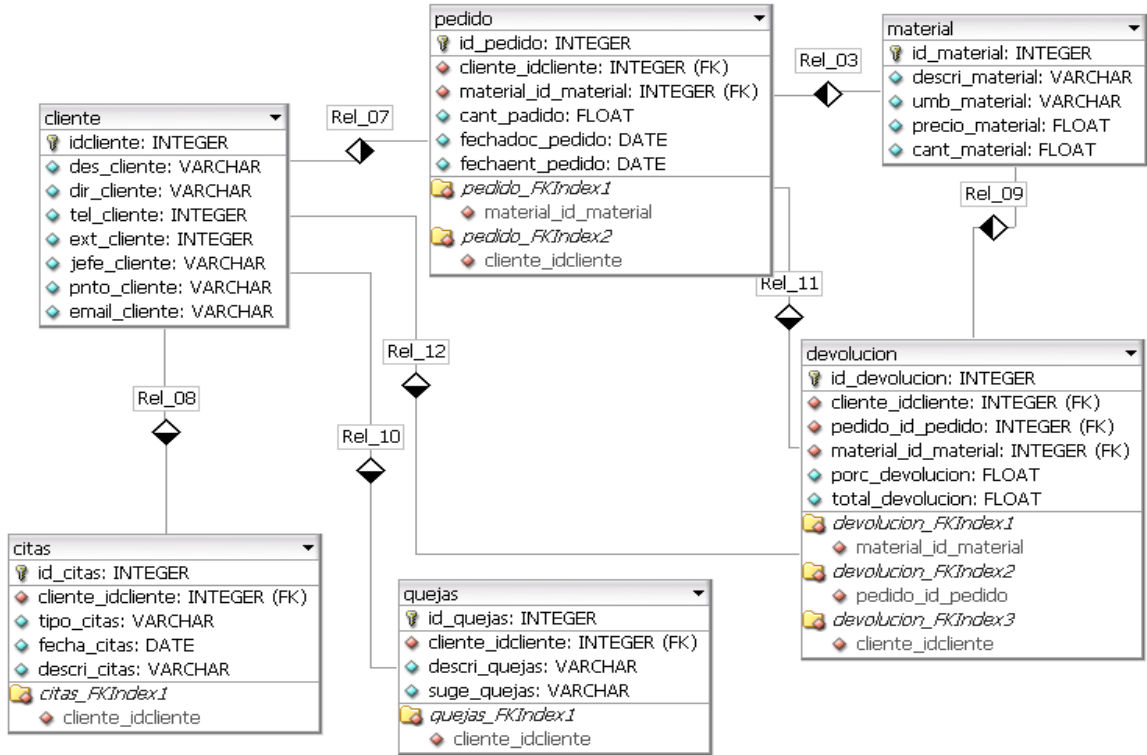 pedido
id_pedido: INTEGER
cliente_idcliente: INTEGER (FK)
material_id_material: INTEGER (FK)
cant_padido: FLOAT
fechadoc_pedido: DATE
fechaent_pedido: DATE
pedido_FKIndex1
material_id_material
pedido_FKIndex2
cliente_idcliente
material
id_material: INTEGER
descri_material: VARCHAR
umb_material: VARCHAR
precio_material: FLOAT
cant_material: FLOAT
Rel_03
cliente
idcliente: INTEGER
des_cliente: VARCHAR
dir_cliente: VARCHAR
tel_cliente: INTEGER
ext_cliente: INTEGER
jefe_cliente: VARCHAR
pnto_cliente: VARCHAR
email_cliente: VARCHAR
Rel_07
Rel_09
Rel_11
Rel_12
Rel_08
Rel_10
devolucion
id_devolucion: INTEGER
cliente_idcliente: INTEGER (FK)
pedido_id_pedido: INTEGER (FK)
material_id_material: INTEGER (FK)
porc_devolucion: FLOAT
total_devolucion: FLOAT
devolucion_FKIndex1
material_id_material
devolucion_FKIndex2
pedido_id_pedido
devolucion_FKIndex3
cliente_idcliente
citas
id_citas: INTEGER
cliente_idcliente: INTEGER (FK)
tipo_citas: VARCHAR
fecha_citas: DATE
descri_citas: VARCHAR
citas_FKIndex1
cliente_idcliente
quejas
id_quejas: INTEGER
cliente_idcliente: INTEGER (FK)
descri_quejas: VARCHAR
suge_quejas: VARCHAR
quejas_FKIndex1
cliente_idcliente